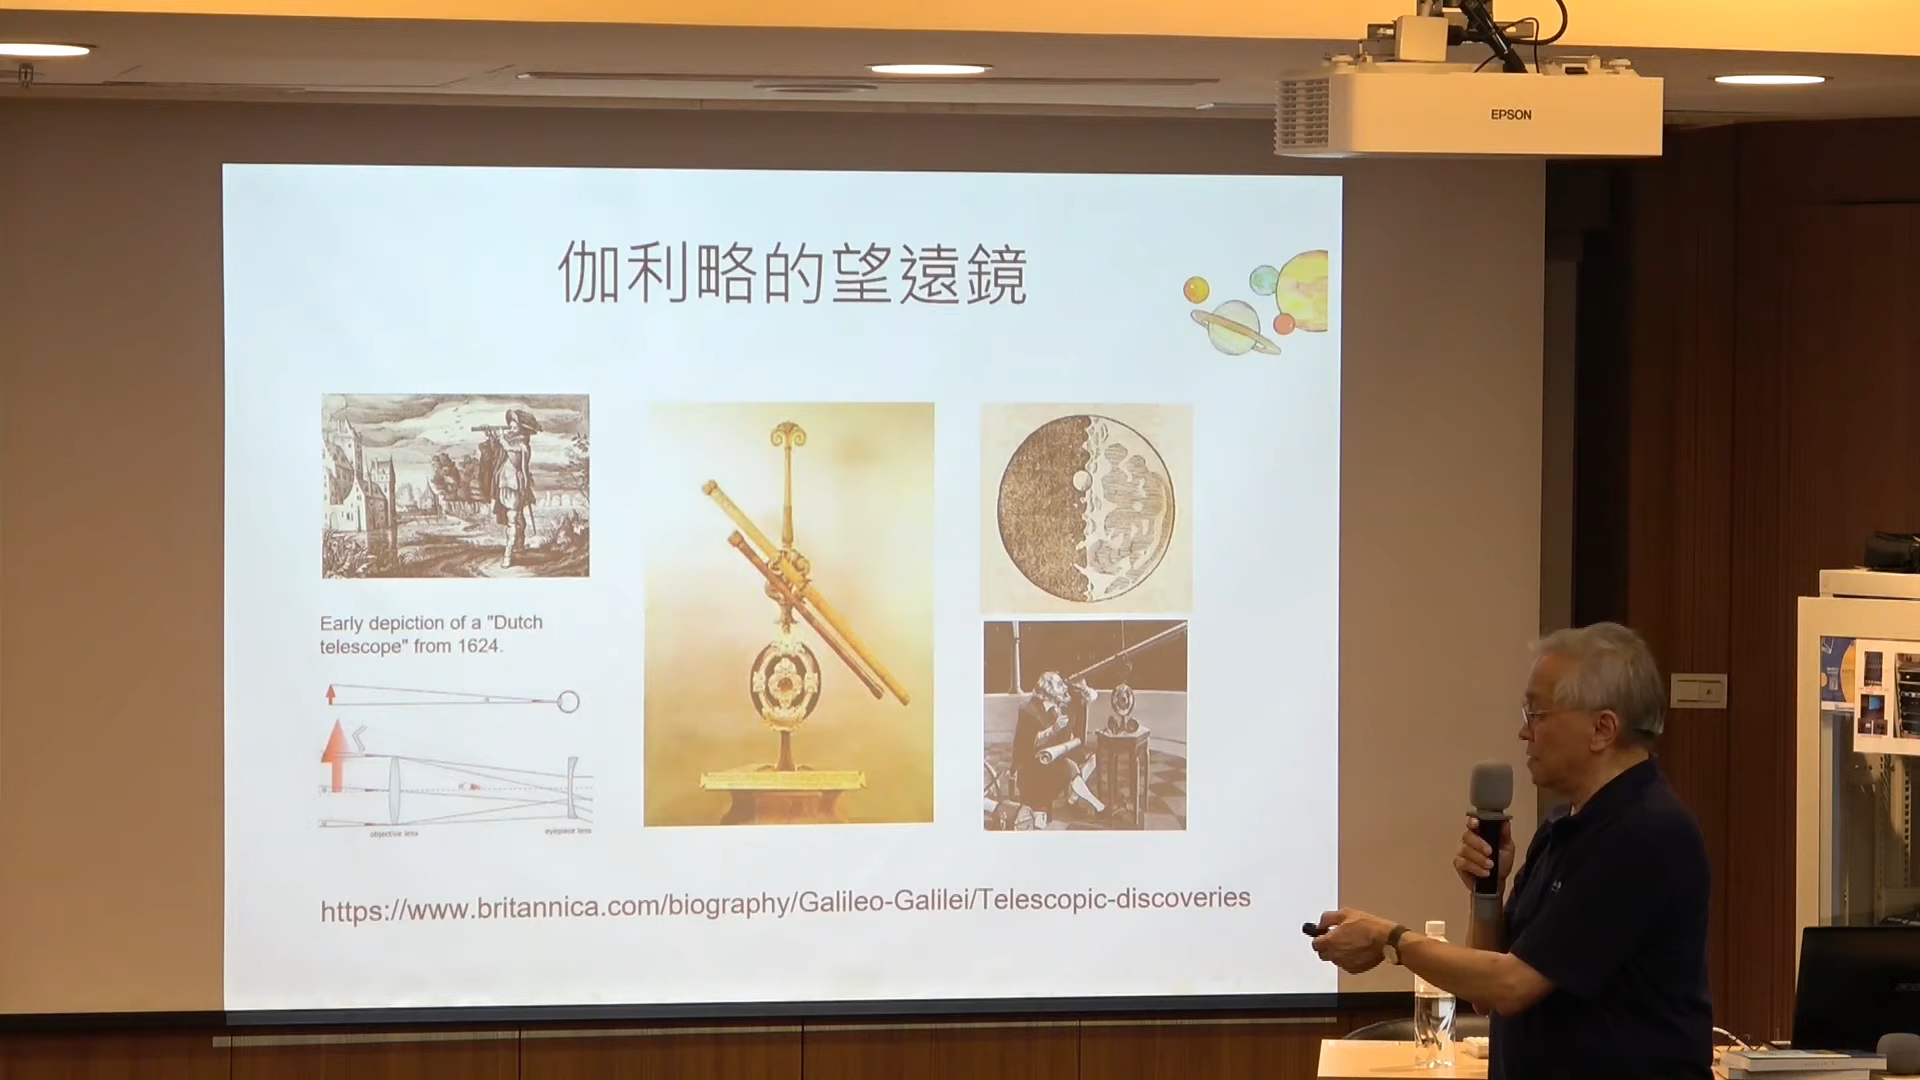 EPSON
伽利略的望遠鏡
Early depiction of a "Dutch
telescope" from 1624.
objective lens
eyepiece lens
https://www.britannica.com/biography/Galileo-Galilei/Telescopic-discoveries